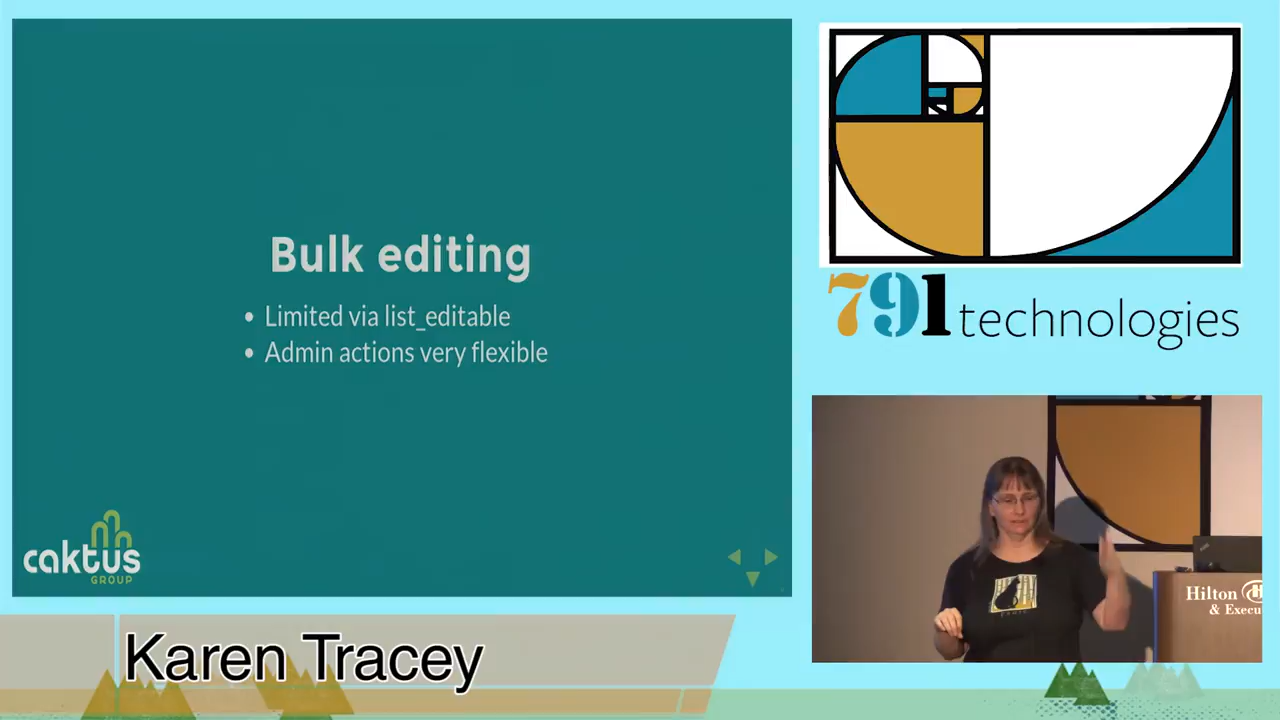 Bulk editing
• Limited via list_editable
• Admin actions very flexible
caktus
GROUP
791 technologies
Hilton
& Execu
Karen Tracey